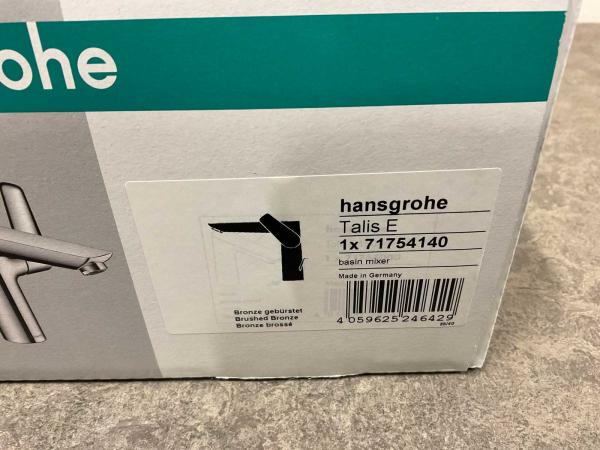 ohe
hansgrohe
Talis E
1x 71754140
basin mixer
Made in Germany
Bronze gebürstet
Brushed Bronze
Bronze brossé
4 059625 246429